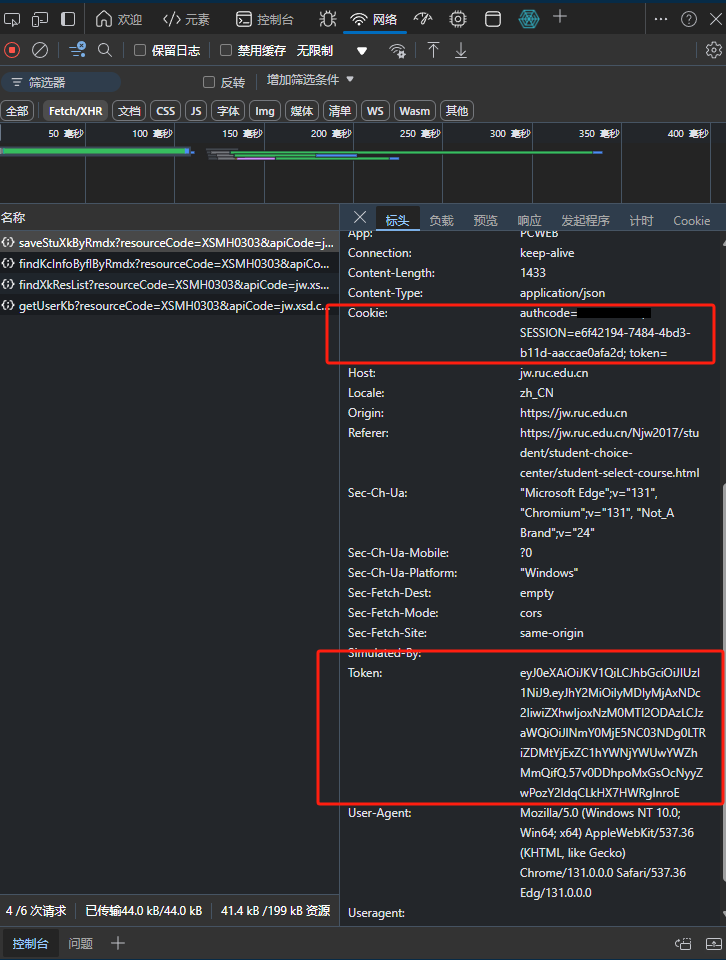 欢迎 元素 控制台 网络
保留日志 禁用缓存 无限制
筛选器 反转 增加筛选条件
全部 Fetch/XHR 文档 CSS JS 字体 Img 媒体 清单 WS Wasm 其他
50 毫秒 100 毫秒 150 毫秒 200 毫秒 250 毫秒 300 毫秒 350 毫秒 400 毫秒
名称
saveStuXkByRmdx?resourceCode=XSMH0303&apiCode=j...
findKcInfoByflByRmdx?resourceCode=XSMH0303&apiCo...
findXkResList?resourceCode=XSMH0303&apiCode=jw.xs...
getUserKb?resourceCode=XSMH0303&apiCode=jw.xsd.c...
标头 负载 预览 响应 发起程序 计时 Cookie
App: PCWEB
Connection: keep-alive
Content-Length: 1433
Content-Type: application/json
Cookie: authcode=
SESSION=e6f42194-7484-4bd3-
b11d-aaccae0afa2d; token=
Host: jw.ruc.edu.cn
Locale: zh_CN
Origin: https://jw.ruc.edu.cn
Referer: https://jw.ruc.edu.cn/Njw2017/stu
dent/student-choice-
center/student-select-course.html
Sec-Ch-Ua: "Microsoft Edge";v="131",
"Chromium";v="131", "Not_A
Brand";v="24"
Sec-Ch-Ua-Mobile: ?0
Sec-Ch-Ua-Platform: "Windows"
Sec-Fetch-Dest: empty
Sec-Fetch-Mode: cors
Sec-Fetch-Site: same-origin
Simulated-By:
Token: eyJ0eXAiOiJKV1QiLCJhbGciOiJIUzI
1NiJ9.eyJhY2MiOiIyMDIyMjAxNDc
2IiwiZXhwIjoxNzM0MTI2ODAzLCJz
aWQiOiJlNmY0MjE5NC03NDg0LTR
iZDMtYjExZC1hYWNjYWUwYWZh
MmQifQ.57v0DDhpoMxGsOcNyyZ
wPozY2IdqCLkHX7HWRgInroE
User-Agent: Mozilla/5.0 (Windows NT 10.0;
Win64; x64) AppleWebKit/537.36
(KHTML, like Gecko)
Chrome/131.0.0.0 Safari/537.36
Edg/131.0.0.0
Useragent:
4 /6 次请求 已传输44.0 kB/44.0 kB 41.4 kB /199 kB 资源
控制台 问题